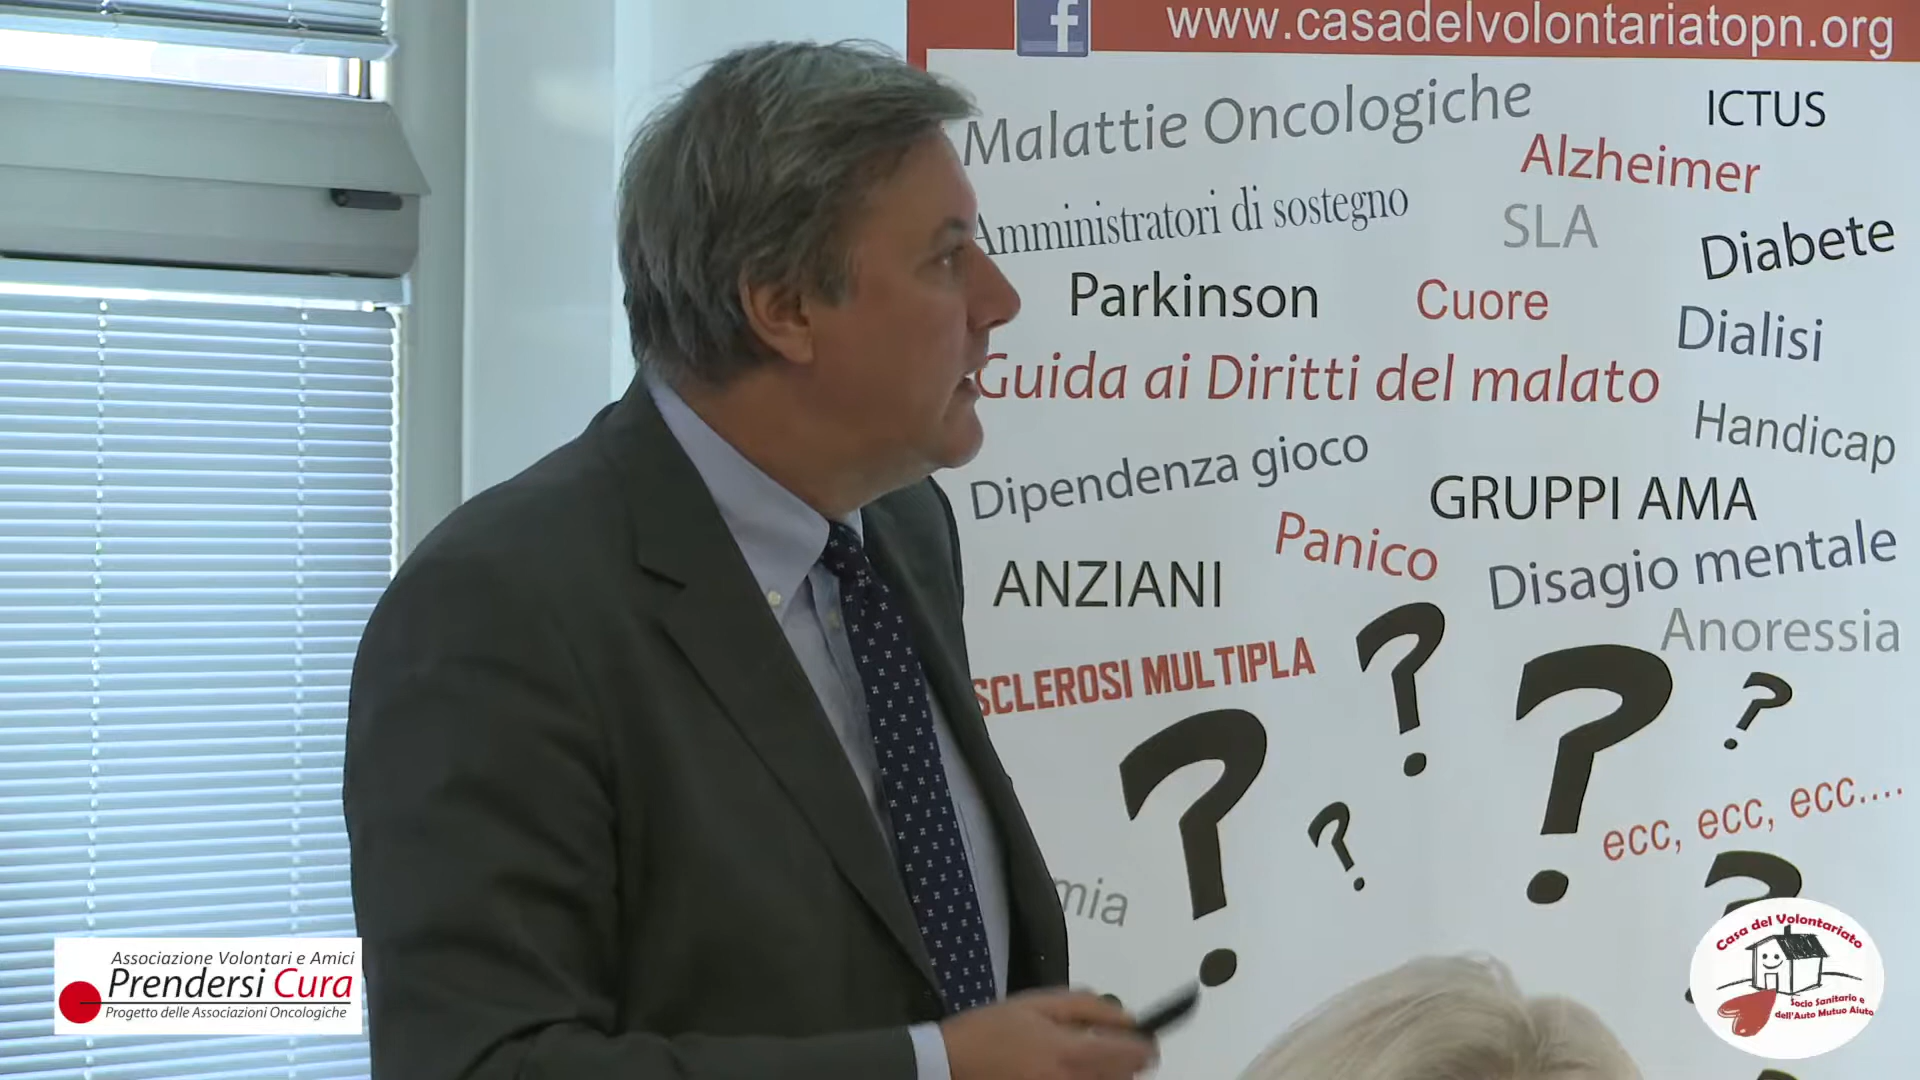 www.casadelvolontariatopn.org
Malattie Oncologiche
ICTUS
Alzheimer
Amministratori di sostegno
SLA
Diabete
Parkinson
Cuore
Dialisi
Guida ai Diritti del malato
Handicap
Dipendenza gioco
GRUPPI AMA
Panico
Disagio mentale
ANZIANI
Anoressia
SCLEROSI MULTIPLA
?
?
?
?
?
?
ecc, ecc, ecc....
mia
Associazione Volontari e Amici
Prendersi Cura
Progetto delle Associazioni Oncologiche
Casa del Volontariato
Socio Sanitario e
dell'Auto Mutuo Aiuto